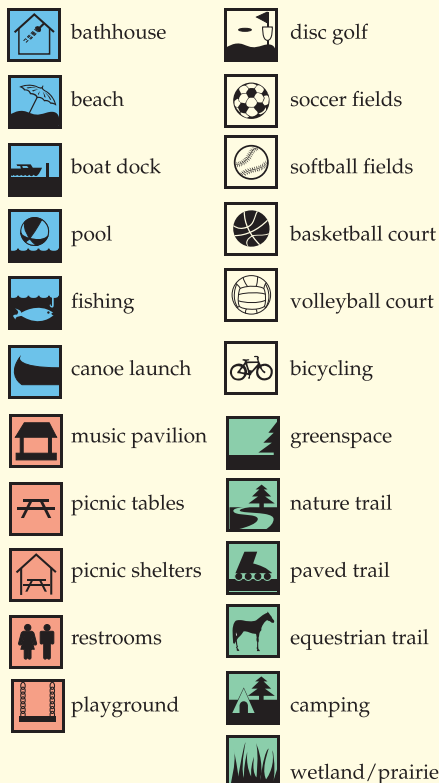 bathhouse
beach
boat dock
pool
fishing
canoe launch
music pavilion
picnic tables
picnic shelters
restrooms
playground
disc golf
soccer fields
softball fields
basketball court
volleyball court
bicycling
greenspace
nature trail
paved trail
equestrian trail
camping
wetland/prairie